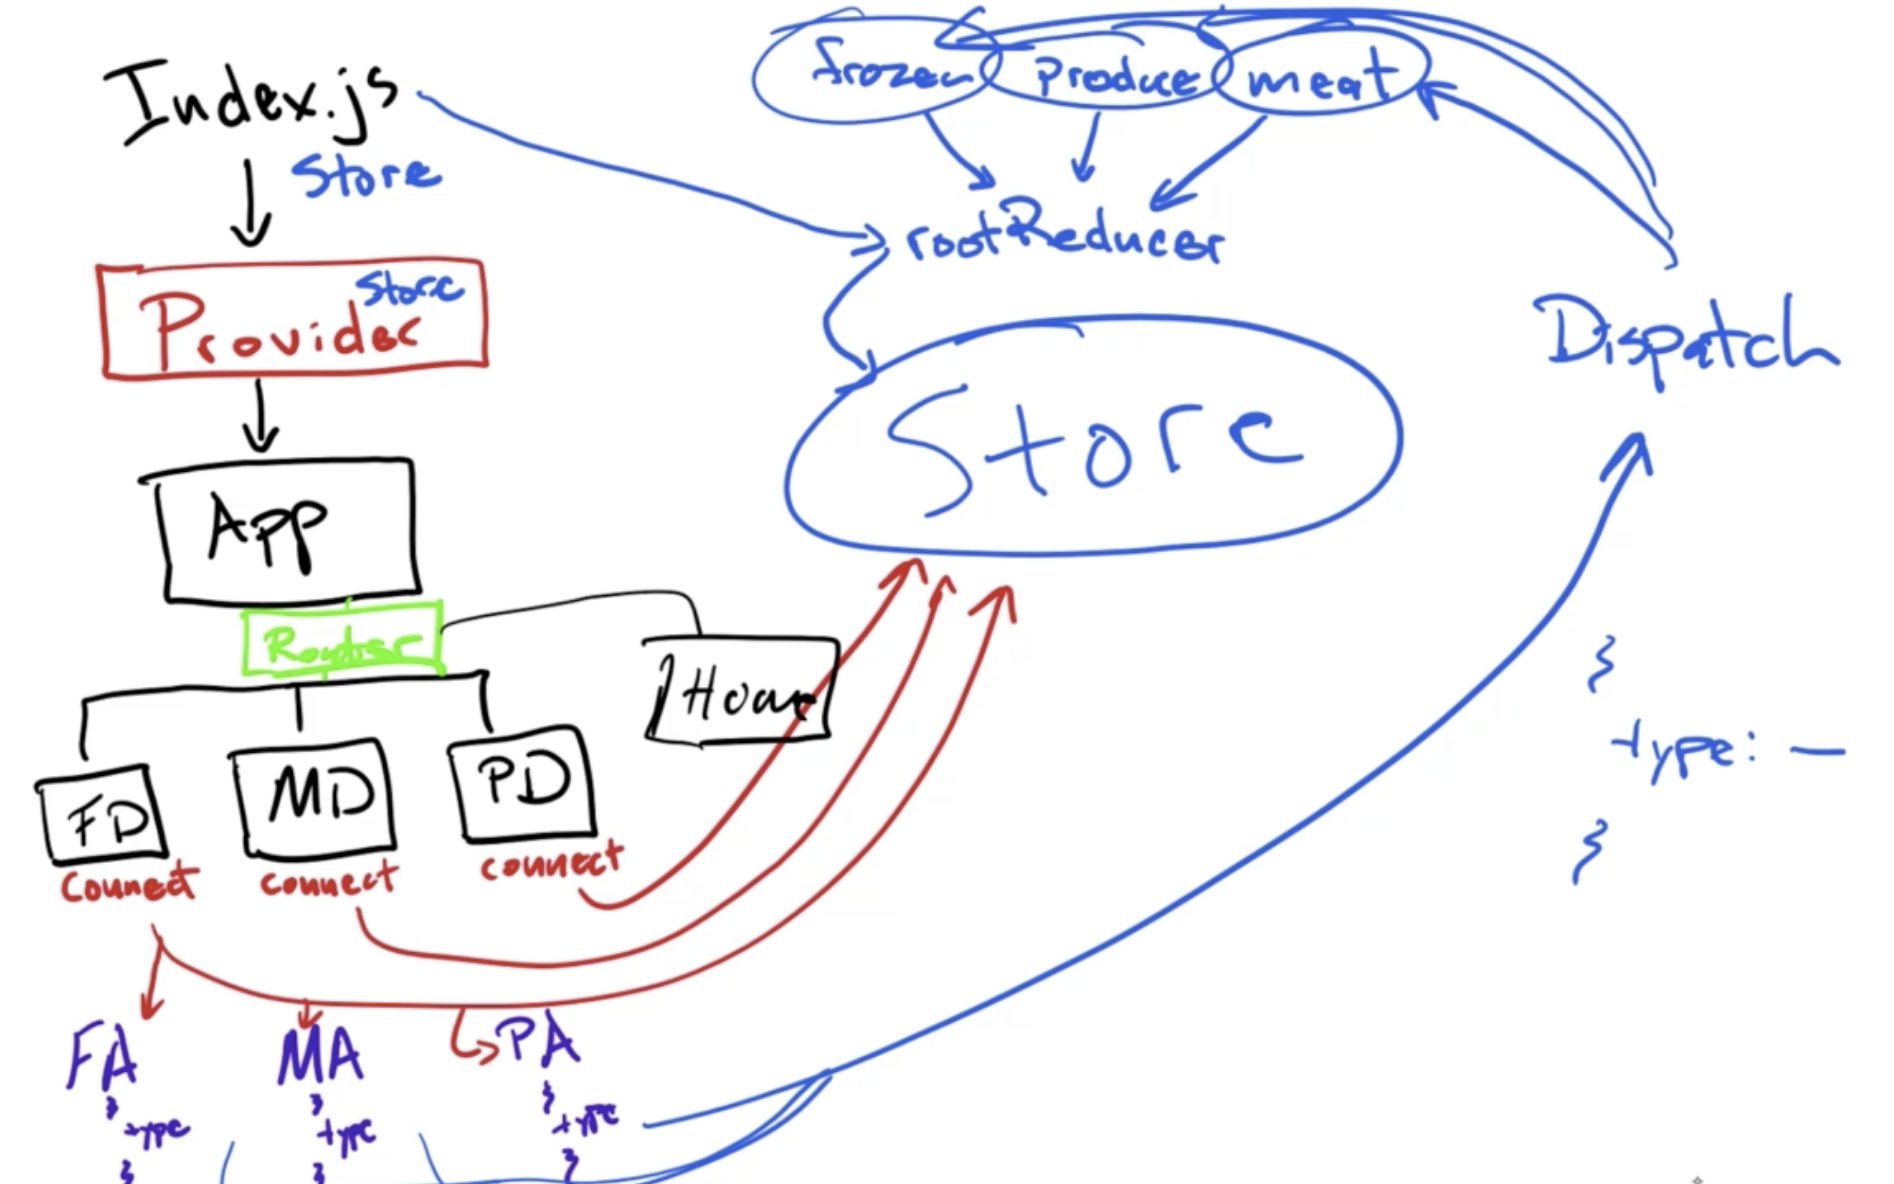 Index.js
Store
Provider
Store
App
Router
Home
FD
MD
PD
Connect
connect
connect
FA
MA
PA
}
type
}
}
type
}
}
type
}
frozen
Produce
meat
rootReducer
Store
Dispatch
}
type: —
}